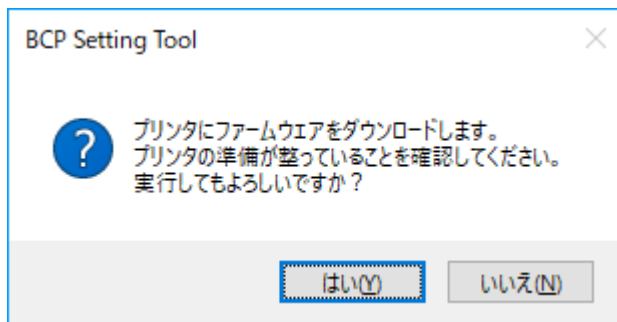 BCP Setting Tool
?
プリンタにファームウエアをダウンロードします。
プリンタの準備が整っていることを確認してください。
実行してもよろしいですか？
はい(Y)
いいえ(N)